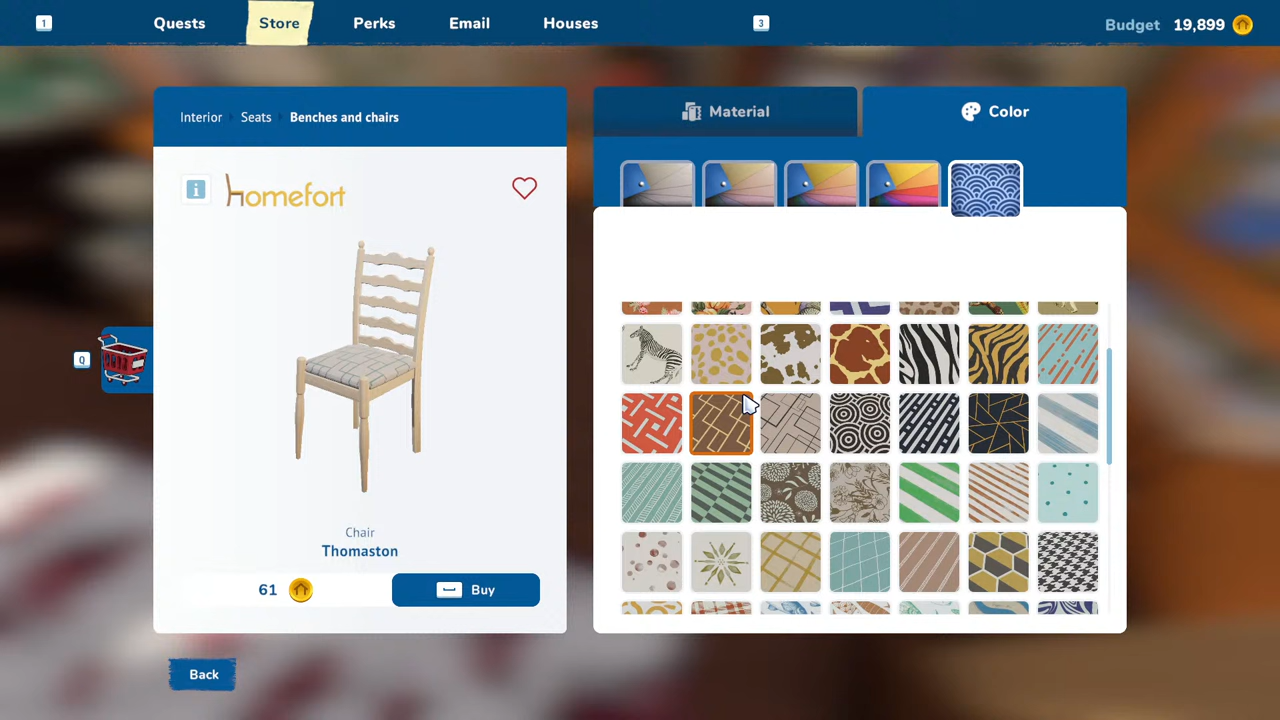 1
Quests
Store
Perks
Email
Houses
3
Budget 19,899
Interior
Seats
Benches and chairs
Material
Color
i
homefort
Q
Chair
Thomaston
61
Buy
Back